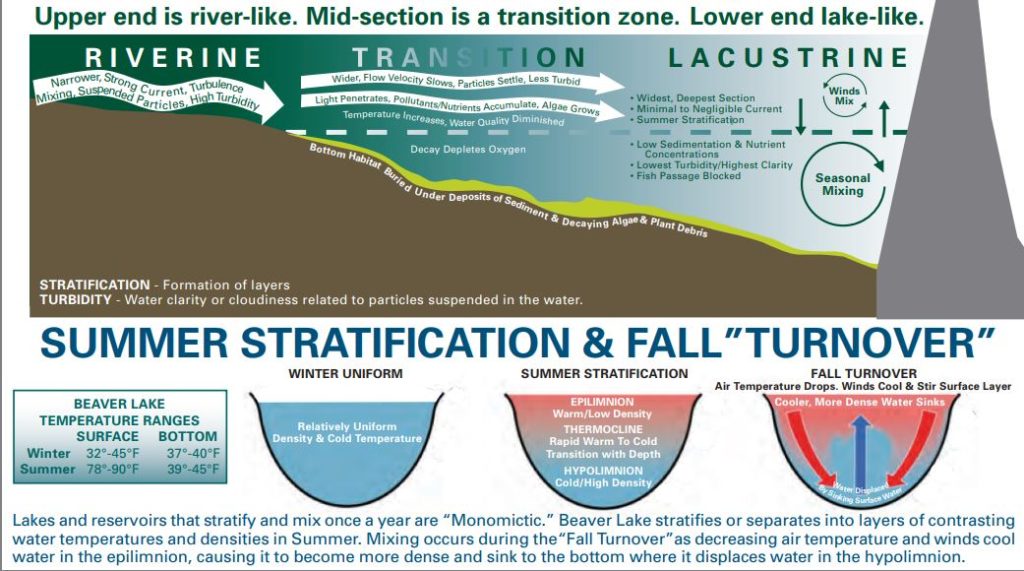 Upper end is river-like. Mid-section is a transition zone. Lower end lake-like.
RIVERINE
TRANSITION
LACUSTRINE
Narrower, Strong Current, Turbulence
Mixing, Suspended Particles, High Turbidity
Wider, Flow Velocity Slows, Particles Settle, Less Turbid
Light Penetrates, Pollutants/Nutrients Accumulate, Algae Grows
Temperature Increases, Water Quality Diminished
Decay Depletes Oxygen
• Widest, Deepest Section
• Minimal to Negligible Current
• Summer Stratification
• Low Sedimentation & Nutrient
Concentrations
• Lowest Turbidity/Highest Clarity
• Fish Passage Blocked
Winds
Mix
Seasonal
Mixing
Bottom Habitat Buried Under Deposits of Sediment & Decaying Algae & Plant Debris
STRATIFICATION - Formation of layers
TURBIDITY - Water clarity or cloudiness related to particles suspended in the water.
SUMMER STRATIFICATION & FALL "TURNOVER"
BEAVER LAKE
TEMPERATURE RANGES
SURFACE BOTTOM
Winter 32°-45°F 37°-40°F
Summer 78°-90°F 39°-45°F
WINTER UNIFORM
Relatively Uniform
Density & Cold Temperature
SUMMER STRATIFICATION
EPILIMNION
Warm/Low Density
THERMOCLINE
Rapid Warm To Cold
Transition with Depth
HYPOLIMNION
Cold/High Density
FALL TURNOVER
Air Temperature Drops. Winds Cool & Stir Surface Layer
Cooler, More Dense Water Sinks
Water Displaced
By Sinking Surface Water
Lakes and reservoirs that stratify and mix once a year are “Monomictic.” Beaver Lake stratifies or separates into layers of contrasting
water temperatures and densities in Summer. Mixing occurs during the “Fall Turnover” as decreasing air temperature and winds cool
water in the epilimnion, causing it to become more dense and sink to the bottom where it displaces water in the hypolimnion.